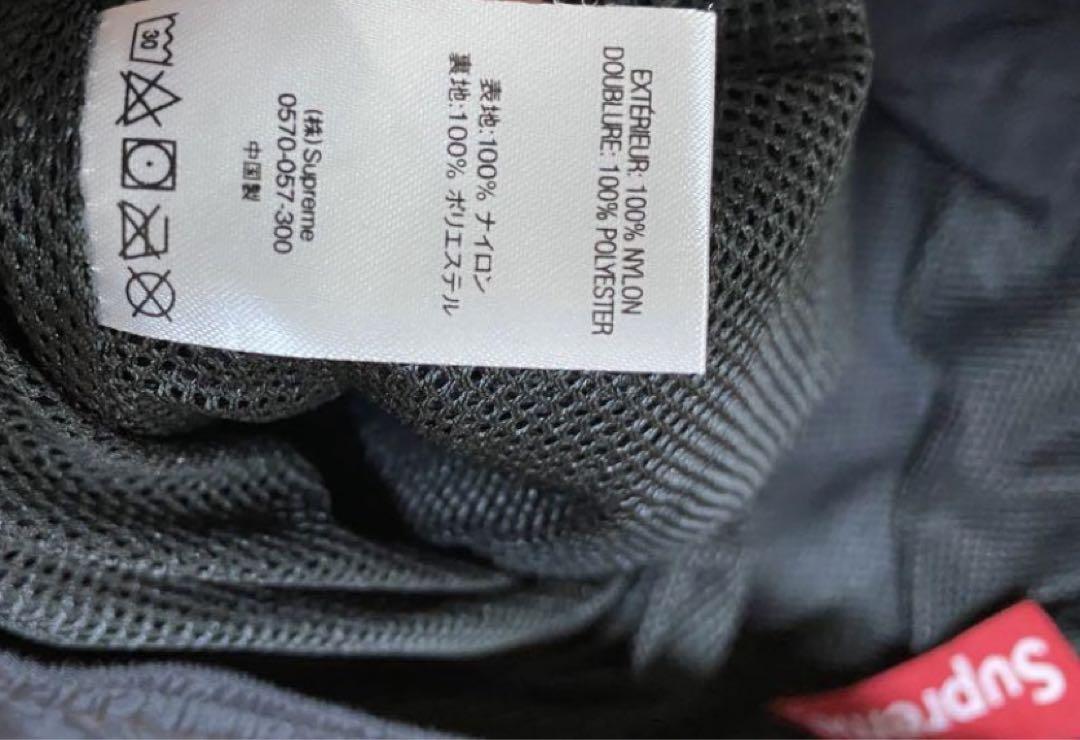 EXTÉRIEUR: 100% NYLON
DOUBLURE: 100% POLYESTER
表地:100% ナイロン
裏地:100% ポリエステル
(株)Supreme
0570-057-300
中国製
30
Supreme